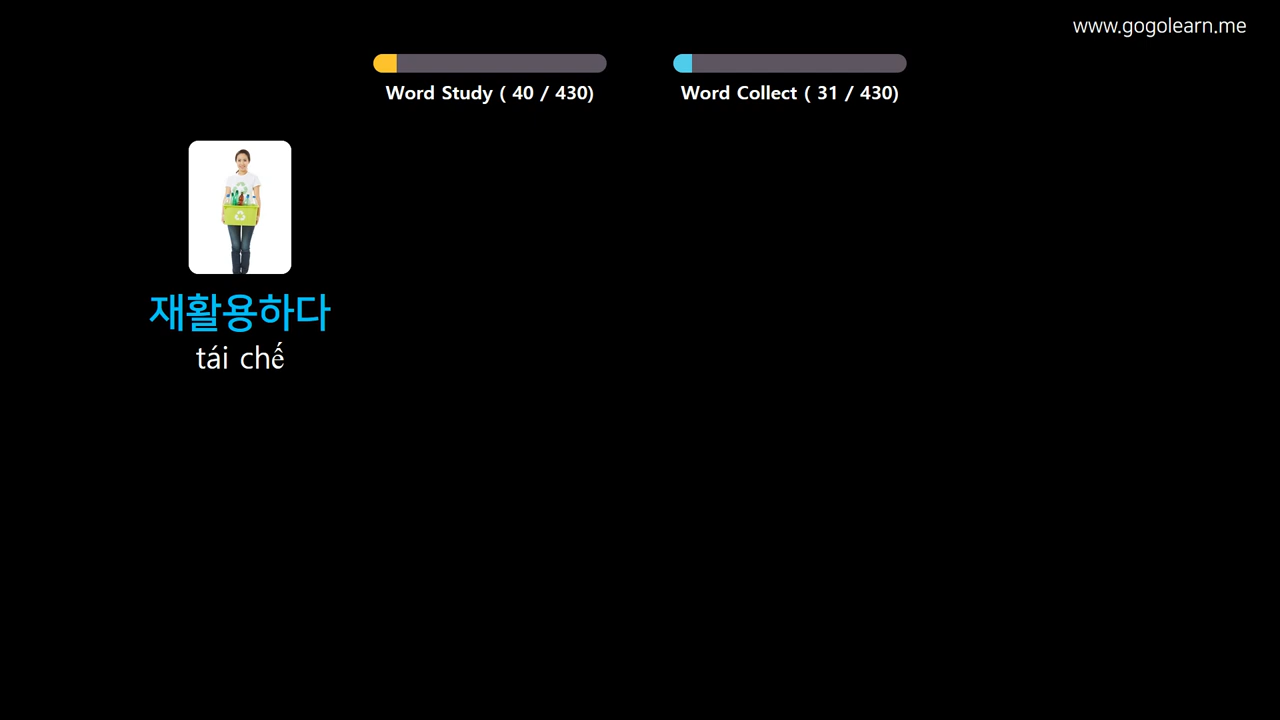 www.gogolearn.me
Word Study ( 40 / 430)
Word Collect ( 31 / 430)
재활용하다
tái chế